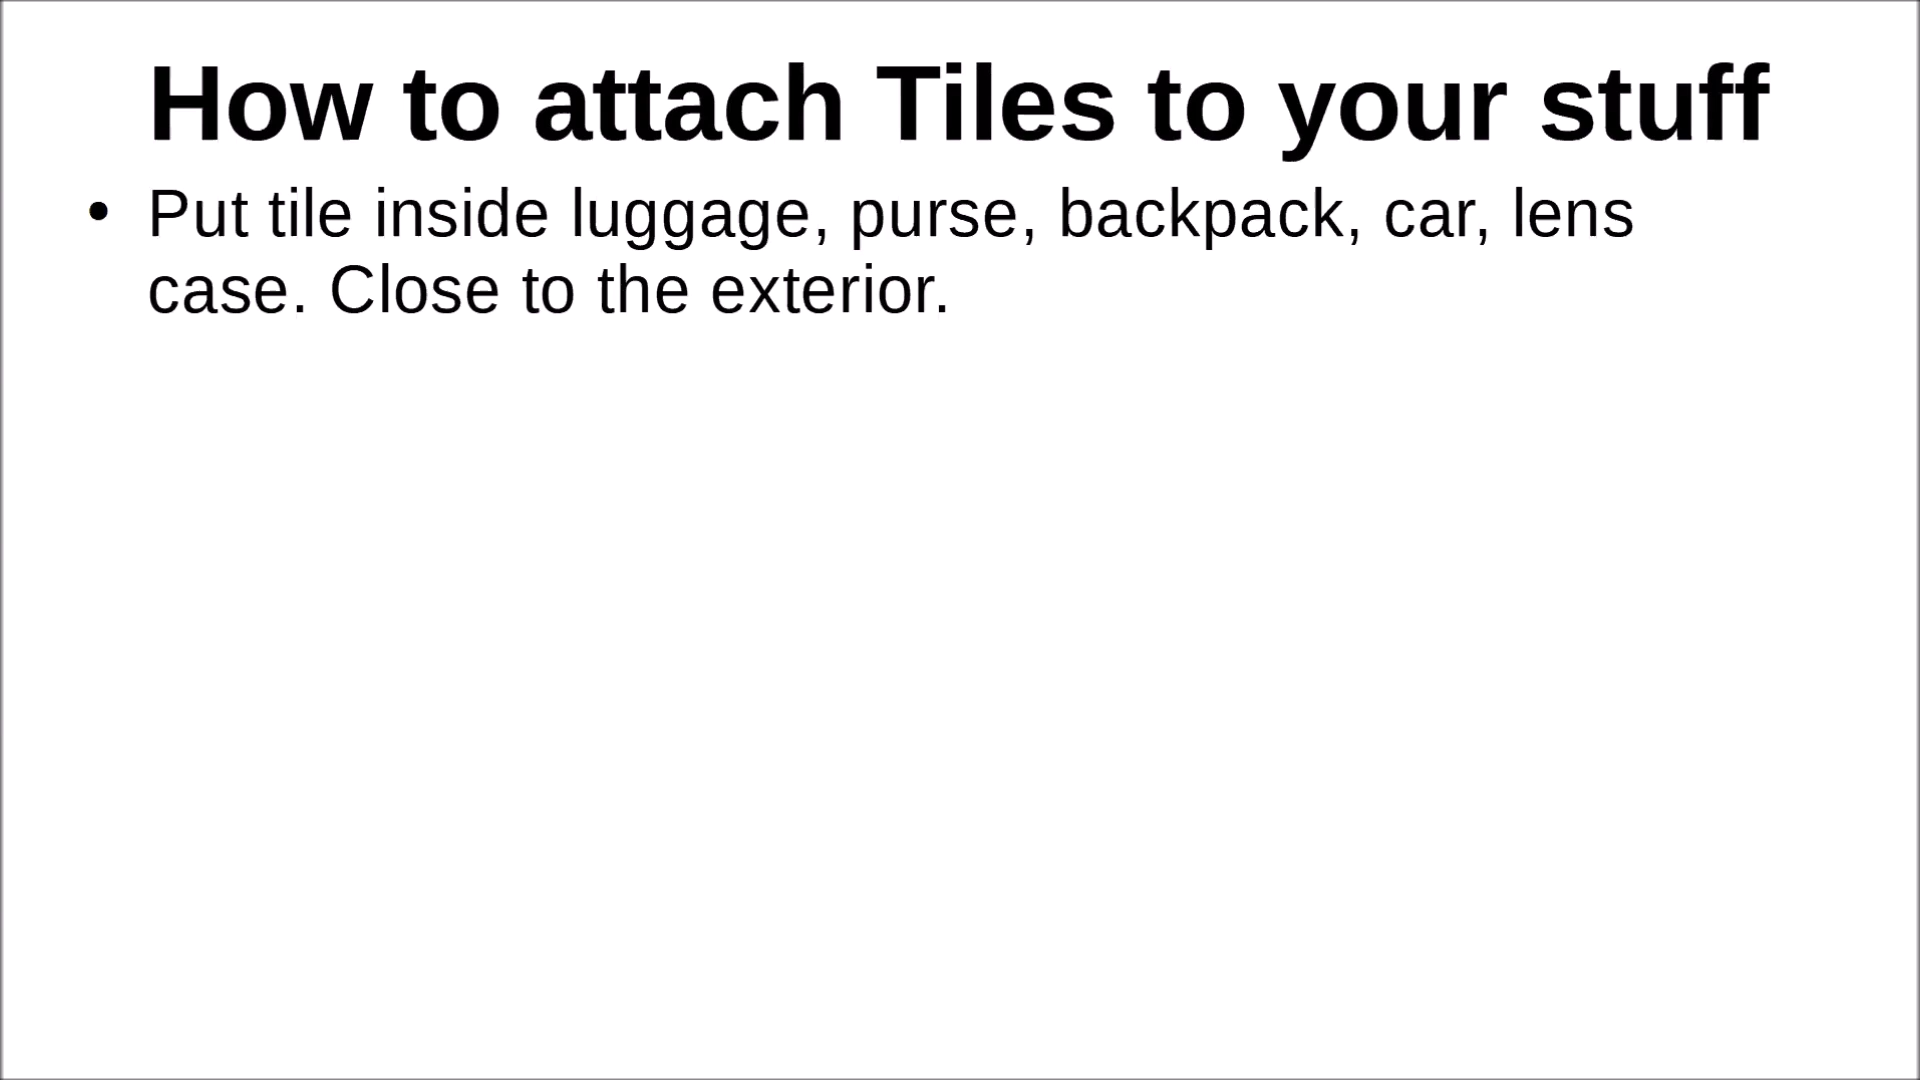 How to attach Tiles to your stuff
• Put tile inside luggage, purse, backpack, car, lens
case. Close to the exterior.